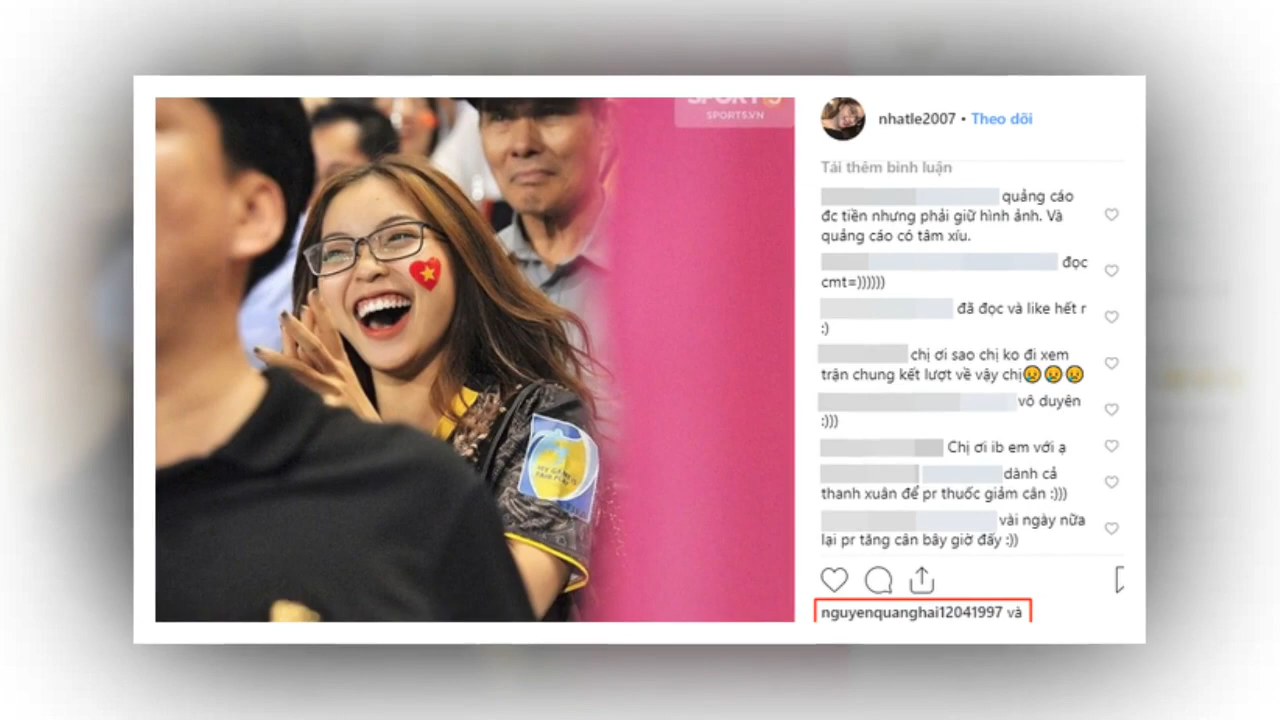 SPORT5
SPORT5.VN
nhatle2007 • Theo dõi
Tải thêm bình luận
quảng cáo
đc tiền nhưng phải giữ hình ảnh. Và
quảng cáo có tâm xíu.
đọc
cmt=))))))
đã đọc và like hết r
:)
chị ơi sao chị ko đi xem
trận chung kết lượt về vậy chị😢😢😢
vô duyên
:)))
Chị ơi ib em với ạ
dành cả
thanh xuân để pr thuốc giảm cân :)))
vài ngày nữa
lại pr tăng cân bây giờ đấy :))
nguyenquanghai12041997 và